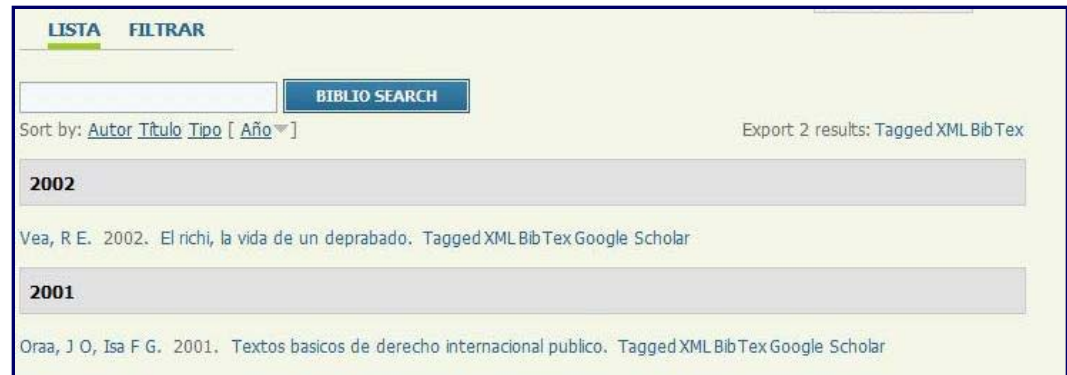 LISTA FILTRAR
BIBLIO SEARCH
Sort by: Autor Título Tipo [ Año ] Export 2 results: Tagged XML BibTex
2002
Vea, R E. 2002. El richi, la vida de un deprabado. Tagged XML BibTex Google Scholar
2001
Oraa, J O, Isa F G. 2001. Textos basicos de derecho internacional publico. Tagged XML BibTex Google Scholar